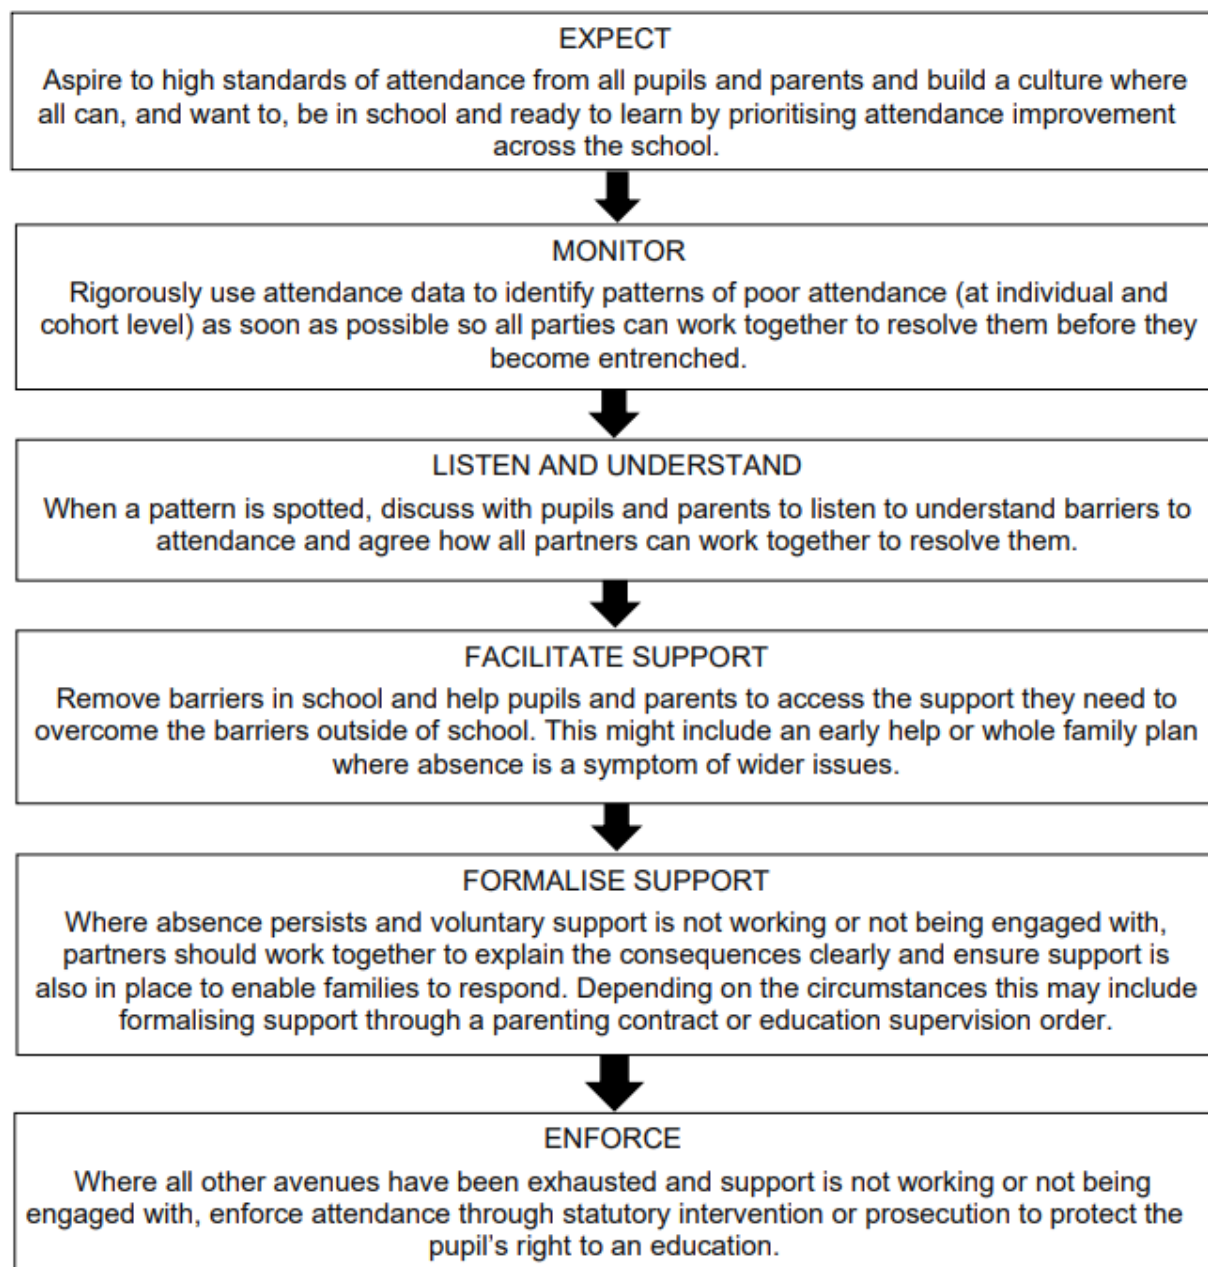 EXPECT
Aspire to high standards of attendance from all pupils and parents and build a culture where
all can, and want to, be in school and ready to learn by prioritising attendance improvement
across the school.
MONITOR
Rigorously use attendance data to identify patterns of poor attendance (at individual and
cohort level) as soon as possible so all parties can work together to resolve them before they
become entrenched.
LISTEN AND UNDERSTAND
When a pattern is spotted, discuss with pupils and parents to listen to understand barriers to
attendance and agree how all partners can work together to resolve them.
FACILITATE SUPPORT
Remove barriers in school and help pupils and parents to access the support they need to
overcome the barriers outside of school. This might include an early help or whole family plan
where absence is a symptom of wider issues.
FORMALISE SUPPORT
Where absence persists and voluntary support is not working or not being engaged with,
partners should work together to explain the consequences clearly and ensure support is
also in place to enable families to respond. Depending on the circumstances this may include
formalising support through a parenting contract or education supervision order.
ENFORCE
Where all other avenues have been exhausted and support is not working or not being
engaged with, enforce attendance through statutory intervention or prosecution to protect the
pupil's right to an education.